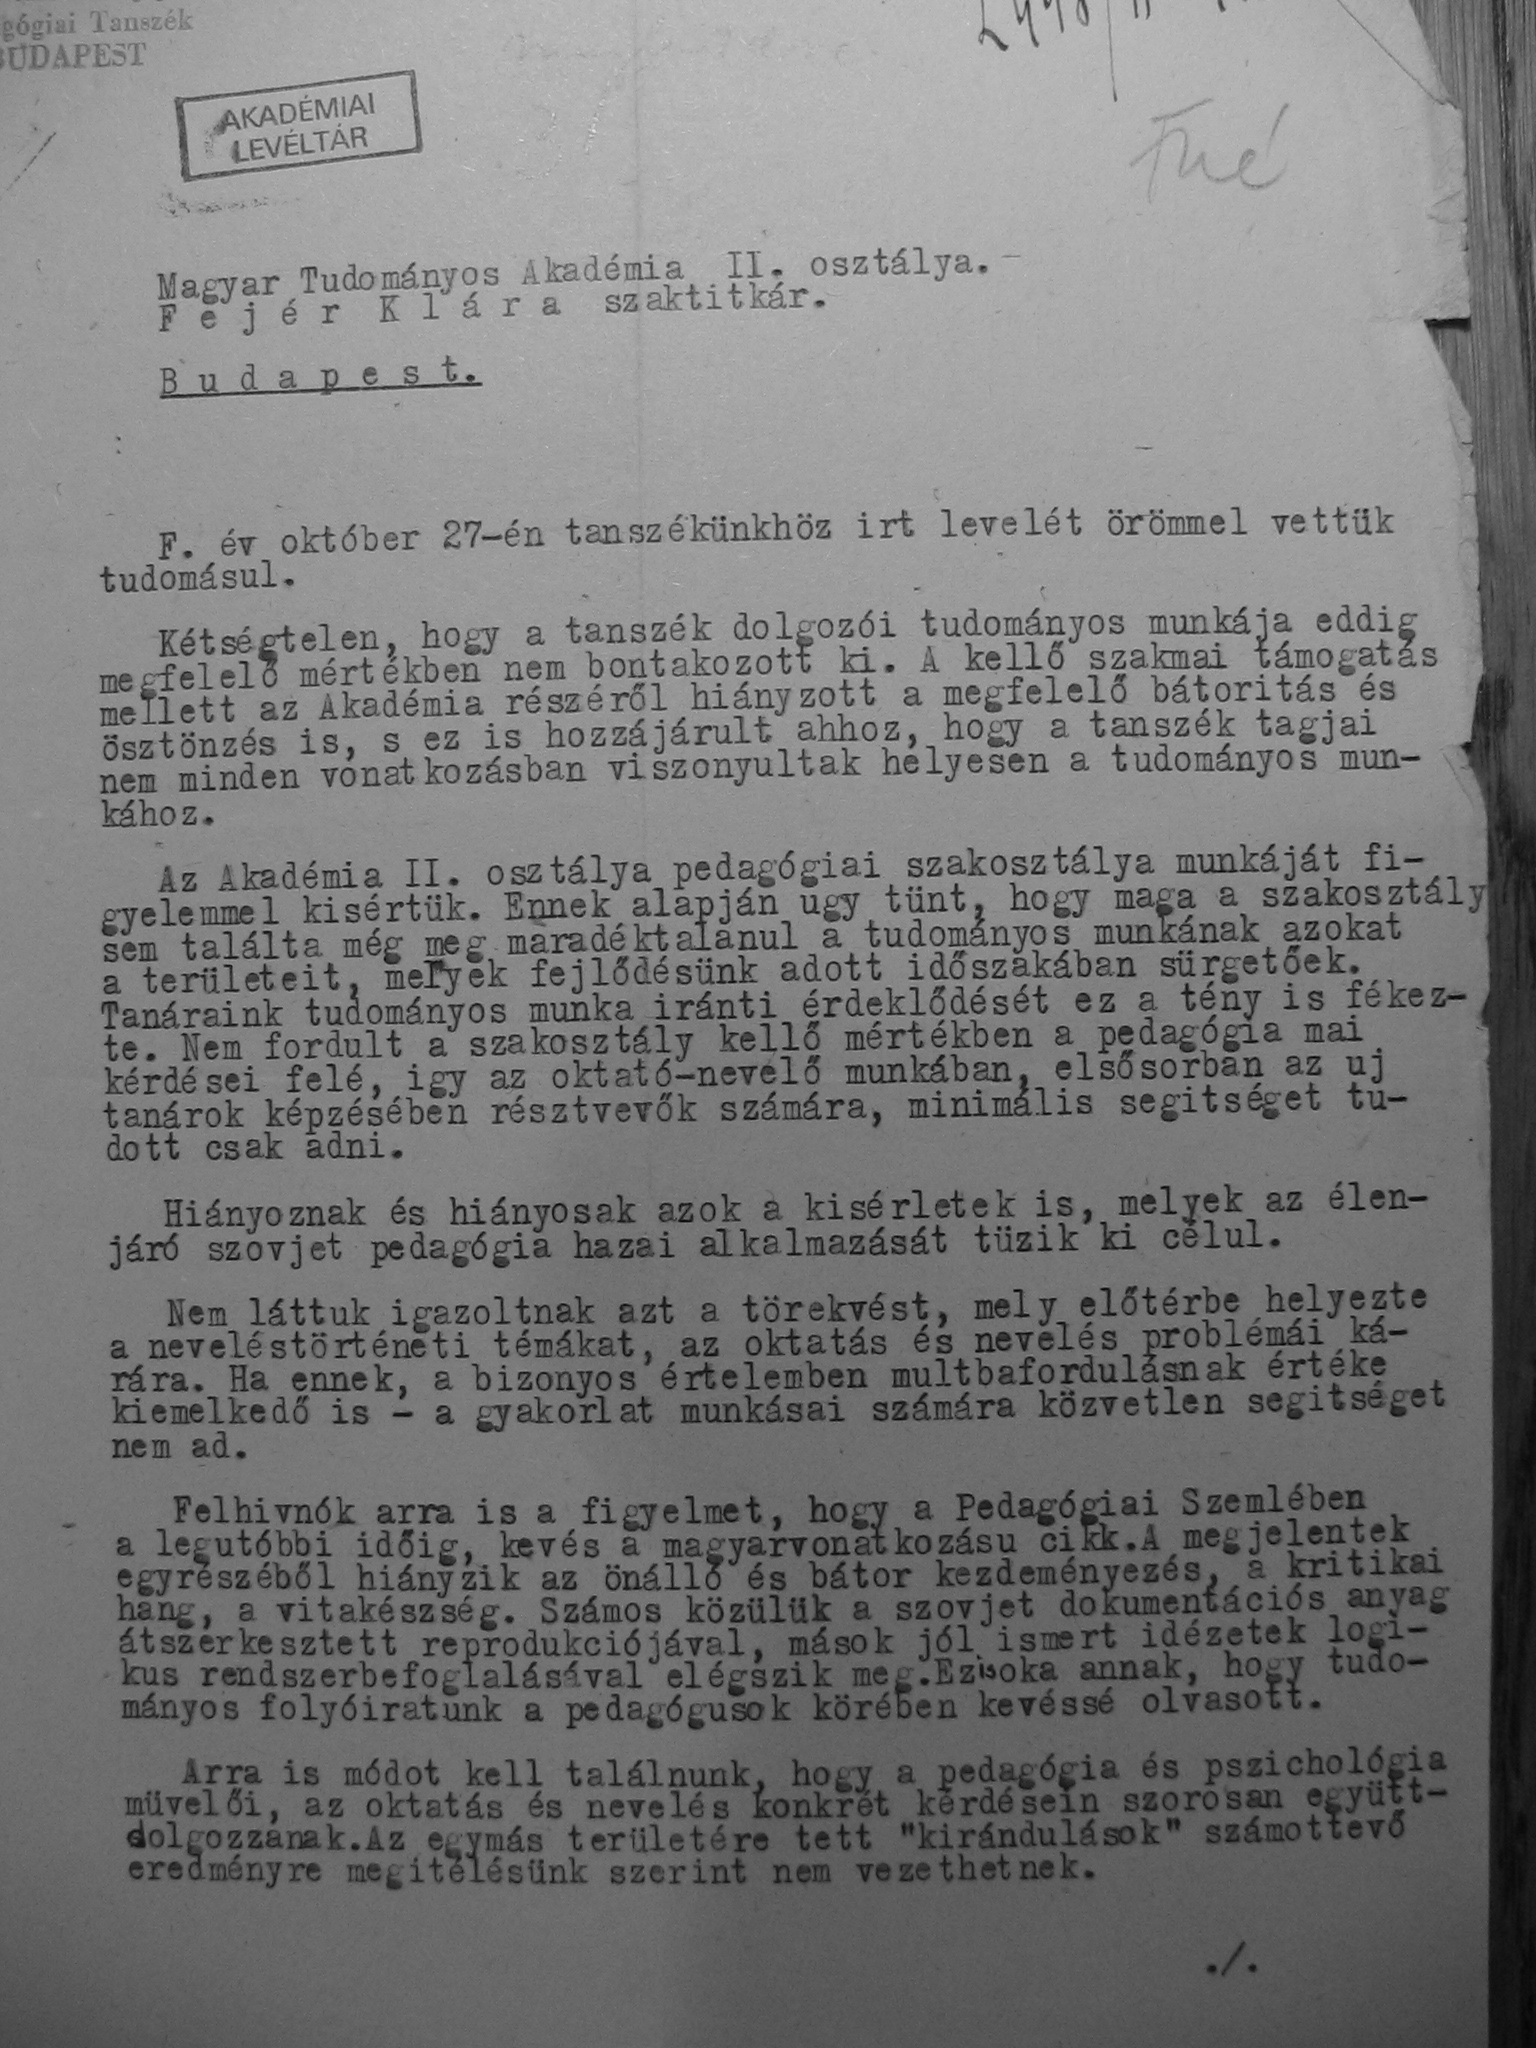 Tanszék
BUDAPEST
AKADÉMIAI
LEVÉLTÁR
Magyar Tudományos Akadémia II. osztálya.
Fejér Klára szaktitkár.
Budapest.
F. év október 27-én tanszékünkhöz irt levelét örömmel vettük
tudomásul.
Kétségtelen, hogy a tanszék dolgozói tudományos munkája eddig
megfelelő mértékben nem bontakozott ki. A kellő szakmai támogatás
mellett az Akadémia részéről hiányzott a megfelelő bátoritás és
ösztönzés is, s ez is hozzájárult ahhoz, hogy a tanszék tagjai
nem minden vonatkozásban viszonyultak helyesen a tudományos mun-
kához.
Az Akadémia II. osztálya pedagógiai szakosztálya munkáját fi-
gyelemmel kisértük. Ennek alapján ugy tünt, hogy maga a szakosztály
sem találta még meg maradéktalanul a tudományos munkának azokat
a területeit, melyek fejlődésünk adott időszakában sürgetőek.
Tanáraink tudományos munka iránti érdeklődését ez a tény is fékez-
te. Nem fordult a szakosztály kellő mértékben a pedagógia mai
kérdései felé, igy az oktató-nevelő munkában, elsősorban az uj
tanárok képzésében résztvevők számára, minimális segitséget tu-
dott csak adni.
Hiányoznak és hiányosak azok a kisérletek is, melyek az élen-
járó szovjet pedagógia hazai alkalmazását tüzik ki célul.
Nem láttuk igazoltnak azt a törekvést, mely előtérbe helyezte
a neveléstörténeti témákat, az oktatás és nevelés problémái ká-
rára. Ha ennek, a bizonyos értelemben multbafordulásnak értéke
kiemelkedő is - a gyakorlat munkásai számára közvetlen segitséget
nem ad.
Felhivnók arra is a figyelmet, hogy a Pedagógiai Szemlében
a legutóbbi időig, kevés a magyarvonatkozásu cikk.A megjelentek
egyrészéből hiányzik az önálló és bátor kezdeményezés, a kritikai
hang, a vitakészség. Számos közülük a szovjet dokumentációs anyag
átszerkesztett reprodukciójával, mások jól ismert idézetek logi-
kus rendszerbefoglalásával elégszik meg.Ez is oka annak, hogy tudo-
mányos folyóiratunk a pedagógusok körében kevéssé olvasott.
Arra is módot kell találnunk, hogy a pedagógia és pszichológia
müvelői, az oktatás és nevelés konkrét kérdésein szorosan együtt-
dolgozzanak.Az egymás területére tett "kirándulások" számottevő
eredményre megitélésünk szerint nem vezethetnek.
./.